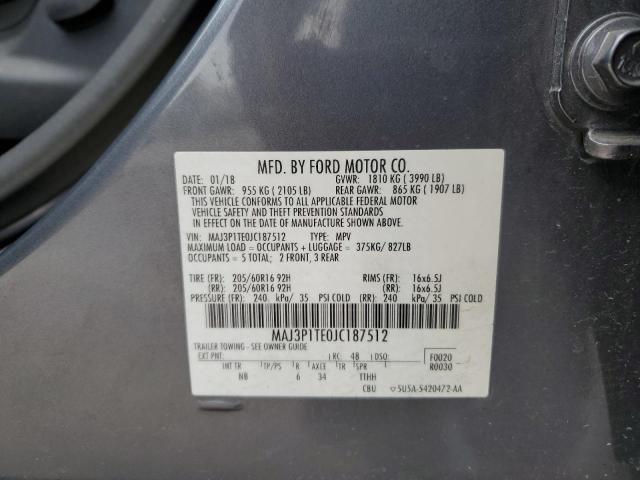 MFD. BY FORD MOTOR CO.
DATE: 01/18 GVWR: 1810 KG ( 3990 LB)
FRONT GAWR: 955 KG ( 2105 LB) REAR GAWR: 865 KG ( 1907 LB)
THIS VEHICLE CONFORMS TO ALL APPLICABLE FEDERAL MOTOR
VEHICLE SAFETY AND THEFT PREVENTION STANDARDS
IN EFFECT ON THE DATE OF MANUFACTURE SHOWN ABOVE.
VIN: MAJ3P1TE0JC187512 TYPE: MPV
MAXIMUM LOAD = OCCUPANTS + LUGGAGE = 375KG/ 827LB
OCCUPANTS = 5 TOTAL; 2 FRONT, 3 REAR
TIRE (FR): 205/60R16 92H RIMS (FR): 16x6.5J
(RR): 205/60R16 92H (RR): 16x6.5J
PRESSURE (FR): 240 kPa/ 35 PSI COLD (RR): 240 kPa/ 35 PSI COLD
MAJ3P1TE0JC187512
TRAILER TOWING - SEE OWNER GUIDE
EXT PNT: RC: 48 DSO: F0020
R0030
INT TR TP/PS R AXLE TR SPR
NB 6 34 TTHH
CBU 5U5A-5420472-AA